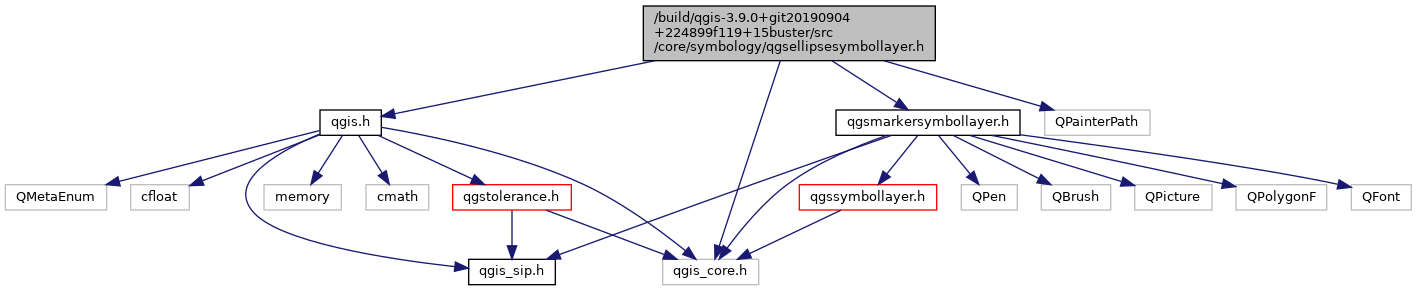 /build/qgis-3.9.0+git20190904
+224899f119+15buster/src
/core/symbology/qgsellipsesymbollayer.h
qgis.h
qgsmarkersymbollayer.h
QPainterPath
QMetaEnum
cfloat
memory
cmath
qgstolerance.h
qgssymbollayer.h
QPen
QBrush
QPicture
QPolygonF
QFont
qgis_sip.h
qgis_core.h